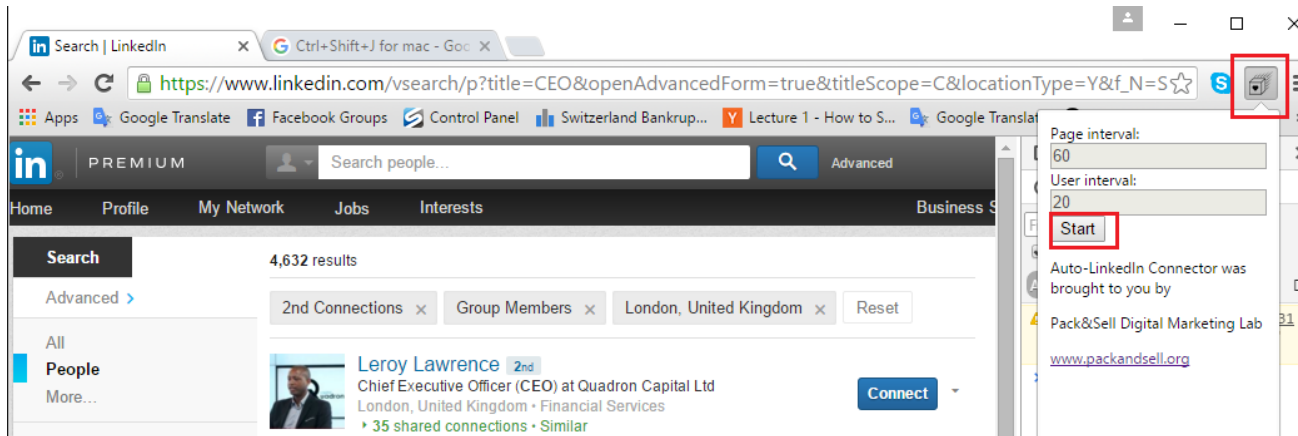 Search | LinkedIn
Ctrl+Shift+J for mac - Goo
https://www.linkedin.com/vsearch/p?title=CEO&openAdvancedForm=true&titleScope=C&locationType=Y&f_N=S
Apps Google Translate Facebook Groups Control Panel Switzerland Bankrup... Lecture 1 - How to S... Google Translat
in PREMIUM Search people... Advanced
Home Profile My Network Jobs Interests Business S
Search
Advanced >
All
People
More...
4,632 results
2nd Connections × Group Members × London, United Kingdom × Reset
Leroy Lawrence 2nd
Chief Executive Officer (CEO) at Quadron Capital Ltd
London, United Kingdom • Financial Services
35 shared connections • Similar
Connect
Page interval:
60
User interval:
20
Start
Auto-LinkedIn Connector was
brought to you by
Pack&Sell Digital Marketing Lab
www.packandsell.org
31